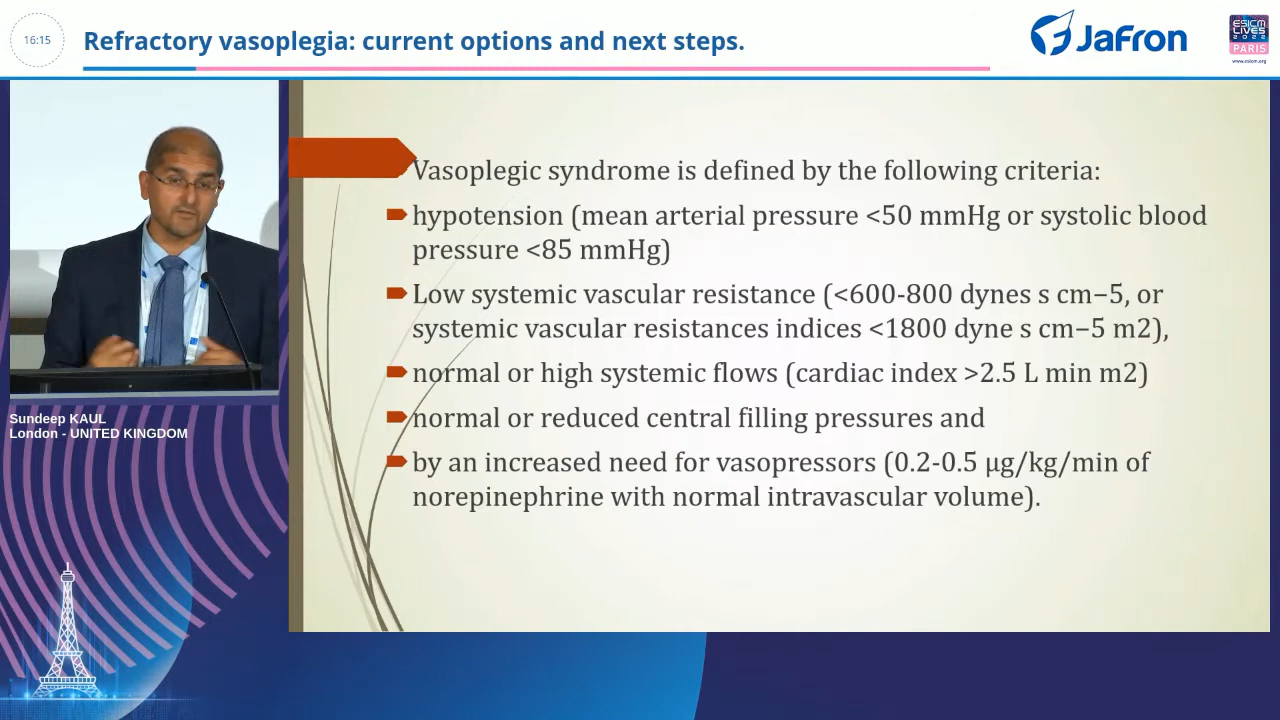 16:15
Refractory vasoplegia: current options and next steps.
Jafron
ESICM
LIVES
2022
PARIS
www.esicm.org
Vasoplegic syndrome is defined by the following criteria:
hypotension (mean arterial pressure <50 mmHg or systolic blood
pressure <85 mmHg)
Low systemic vascular resistance (<600-800 dynes s cm−5, or
systemic vascular resistances indices <1800 dyne s cm−5 m2),
normal or high systemic flows (cardiac index >2.5 L min m2)
normal or reduced central filling pressures and
by an increased need for vasopressors (0.2-0.5 μg/kg/min of
norepinephrine with normal intravascular volume).
Sundeep KAUL
London - UNITED KINGDOM